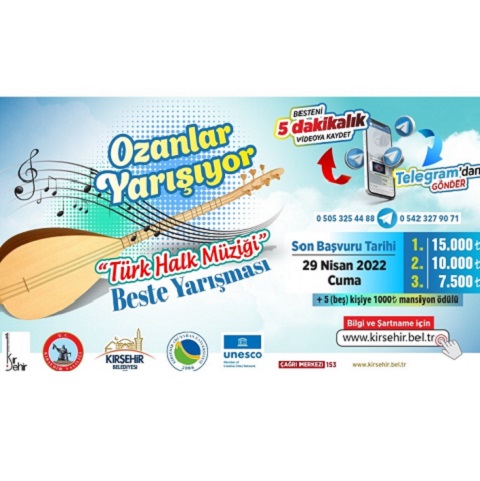 Ozanlar
Yarışıyor
"Türk Halk Müziği"
Beste Yarışması
BESTENİ
5 dakikalık
VİDEOYA KAYDET
Telegram'dan
GÖNDER
0 505 325 44 88
0 542 327 90 71
Son Başvuru Tarihi
29 Nisan 2022
Cuma
1. 15.000 ₺
2. 10.000 ₺
3. 7.500 ₺
+ 5 (beş) kişiye 1000₺ mansiyon ödülü
Bilgi ve Şartname için
www.kirsehir.bel.tr
Kırşehir
T.C.
KIRŞEHİR
BELEDİYESİ
unesco
ÇAĞRI MERKEZİ 153
www.kirsehir.bel.tr